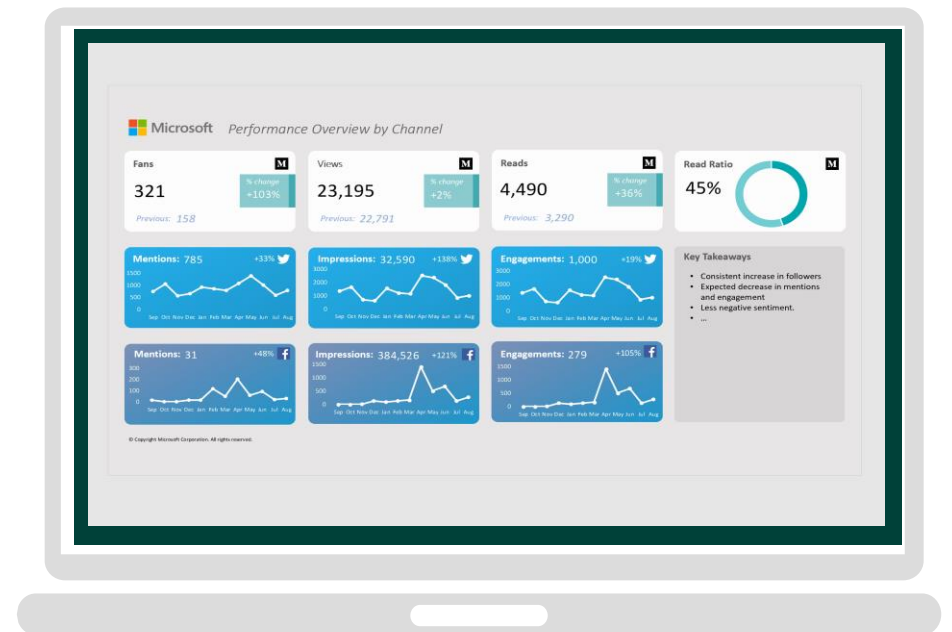 Microsoft Performance Overview by Channel
Fans M
321
% change
+103%
Previous: 158
Views M
23,195
% change
+2%
Previous: 22,791
Reads M
4,490
% change
+36%
Previous: 3,290
Read Ratio M
45%
Mentions: 785 +33%
1500
1000
500
0
Sep Oct Nov Dec Jan Feb Mar Apr May Jun Jul Aug
Impressions: 32,590 +138%
3000
2000
1000
0
Sep Oct Nov Dec Jan Feb Mar Apr May Jun Jul Aug
Engagements: 1,000 +19%
3000
2000
1000
0
Sep Oct Nov Dec Jan Feb Mar Apr May Jun Jul Aug
Key Takeaways
• Consistent increase in followers
• Expected decrease in mentions
and engagement
• Less negative sentiment.
• ...
Mentions: 31 +48% f
300
200
100
0
Sep Oct Nov Dec Jan Feb Mar Apr May Jun Jul Aug
Impressions: 384,526 +121% f
1500
1000
500
0
Sep Oct Nov Dec Jan Feb Mar Apr May Jun Jul Aug
Engagements: 279 +105% f
1500
1000
500
0
Sep Oct Nov Dec Jan Feb Mar Apr May Jun Jul Aug
© Copyright Microsoft Corporation. All rights reserved.